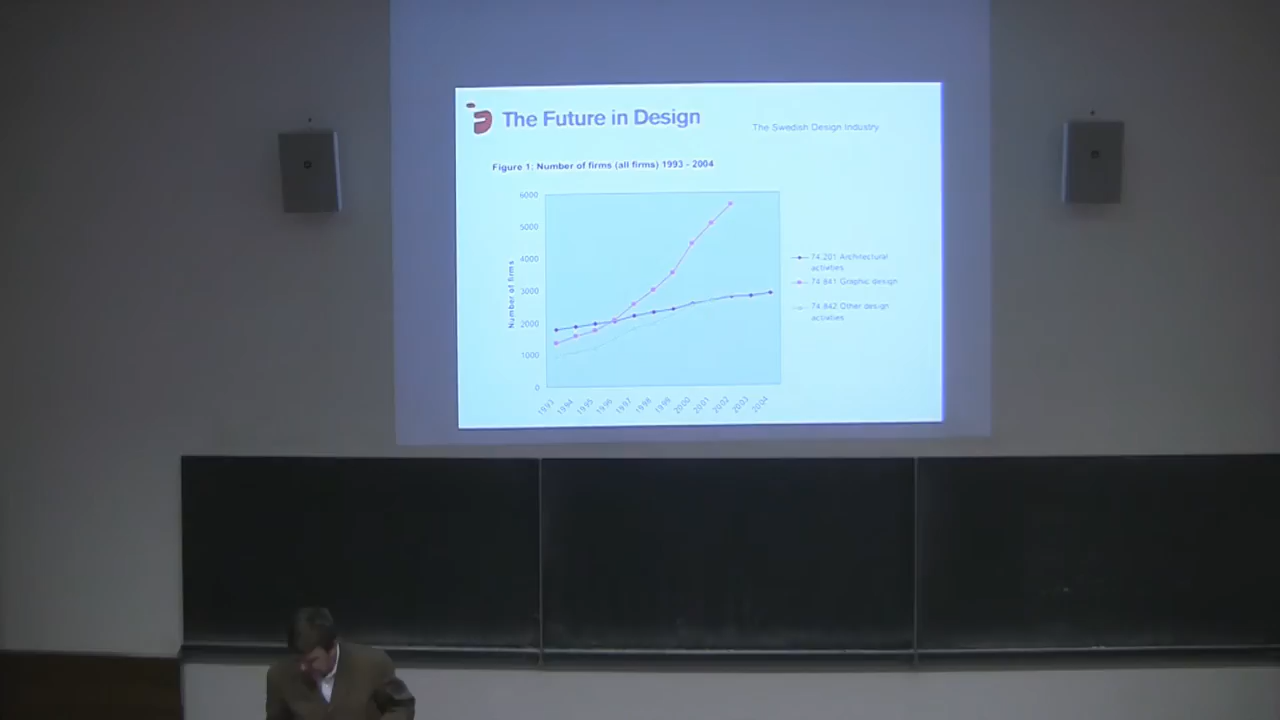 The Future in Design
The Swedish Design Industry
Figure 1: Number of firms (all firms) 1993 - 2004
6000
5000
4000
3000
2000
1000
0
Number of firms
1993
1994
1995
1996
1997
1998
1999
2000
2001
2002
2003
2004
74.201 Architectural
activties
74.841 Graphic design
74.842 Other design
activities